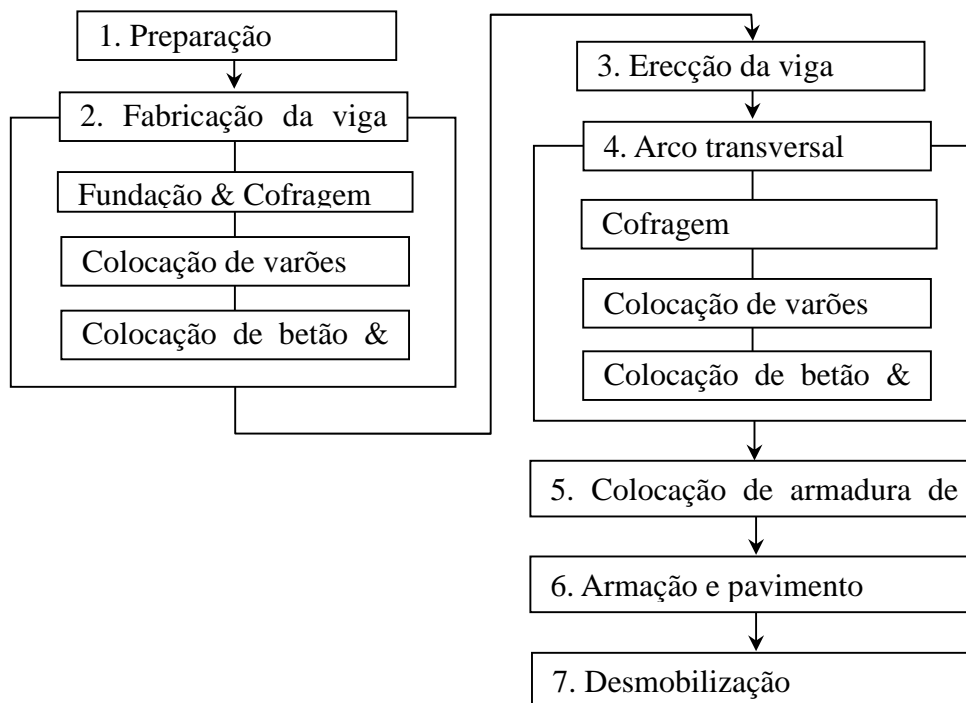 1. Preparação
2. Fabricação da viga
Fundação & Cofragem
Colocação de varões
Colocação de betão &
3. Erecção da viga
4. Arco transversal
Cofragem
Colocação de varões
Colocação de betão &
5. Colocação de armadura de
6. Armação e pavimento
7. Desmobilização